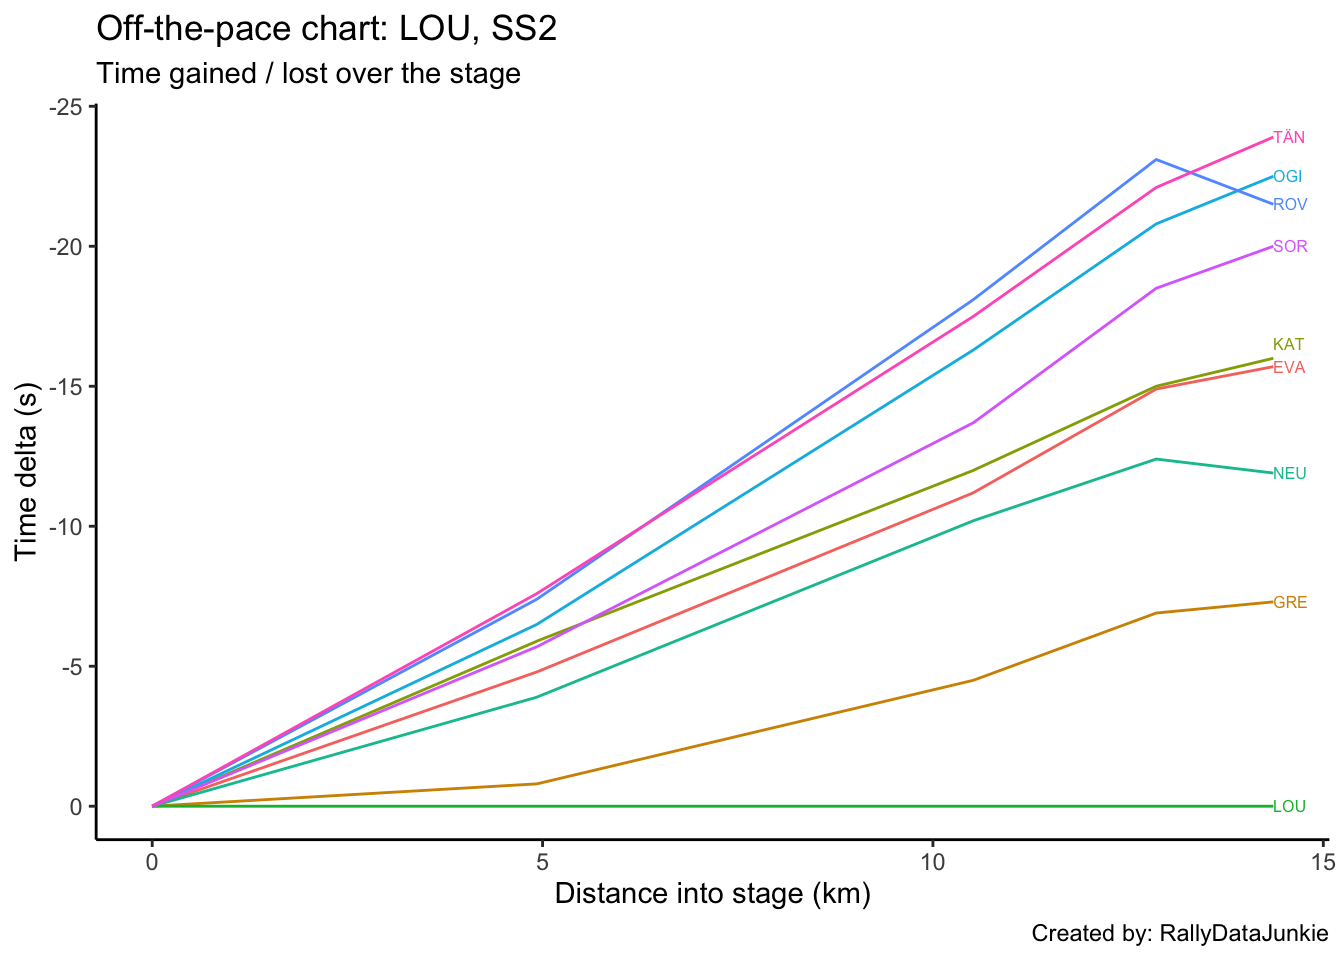 Off-the-pace chart: LOU, SS2
Time gained / lost over the stage
-25
-20
-15
-10
-5
0
Time delta (s)
TÄN
OGI
ROV
SOR
KAT
EVA
NEU
GRE
LOU
0 5 10 15
Distance into stage (km)
Created by: RallyDataJunkie